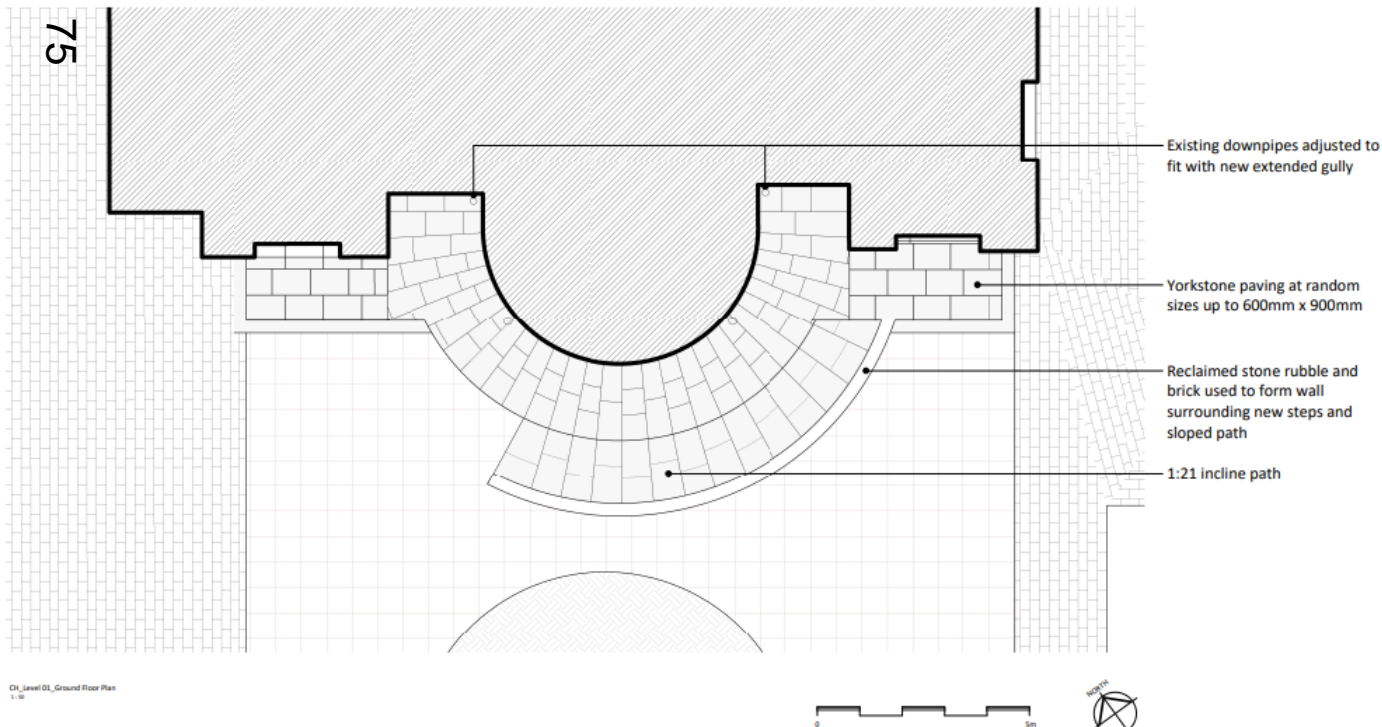 75
Existing downpipes adjusted to
fit with new extended gully
Yorkstone paving at random
sizes up to 600mm x 900mm
Reclaimed stone rubble and
brick used to form wall
surrounding new steps and
sloped path
1:21 incline path
CH_Level 01_Ground Floor Plan
1 : 50
0
5m
NORTH